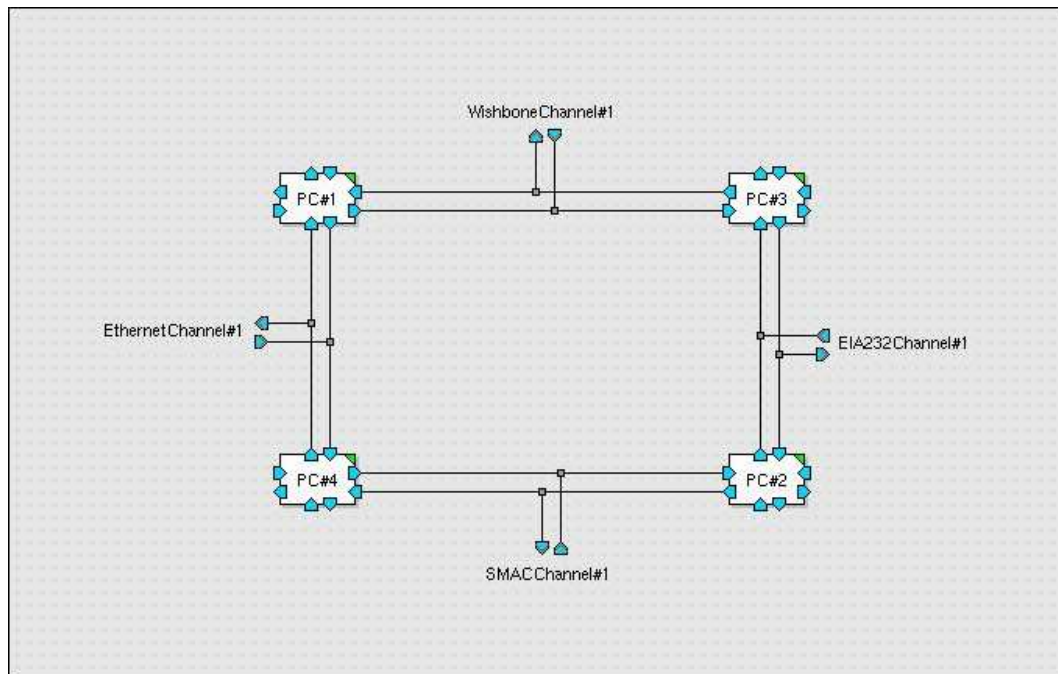 WishboneChannel#1
PC#1
PC#3
EthernetChannel#1
EIA232Channel#1
PC#4
PC#2
SMACChannel#1